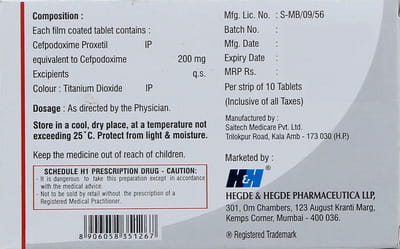 Composition :
Each film coated tablet contains :
Cefpodoxime Proxetil IP
equivalent to Cefpodoxime 200 mg
Excipients q.s.
Colour : Titanium Dioxide IP
Dosage : As directed by the Physician.
Store in a cool, dry place, at a temperature not
exceeding 25˚C. Protect from light & moisture.
Keep the medicine out of reach of children.
SCHEDULE H1 PRESCRIPTION DRUG - CAUTION:
- It is dangerous to take this preparation except in accordance
with the medical advice.
- Not to be sold by retail without the prescription of a
Registered Medical Practitioner.
8906058351267
Mfg. Lic. No. : S-MB/09/56
Batch No. :
Mfg. Date :
Expiry Date :
MRP Rs. :
Per strip of 10 Tablets
(Inclusive of all Taxes)
Manufactured by :
Saitech Medicare Pvt. Ltd.
Trilokpur Road, Kala Amb - 173 030 (H.P.)
Marketed by :
H&H
HEGDE & HEGDE PHARMACEUTICA LLP,
301, Om Chambers, 123 August Kranti Marg,
Kemps Corner, Mumbai - 400 036.
® Registered Trademark